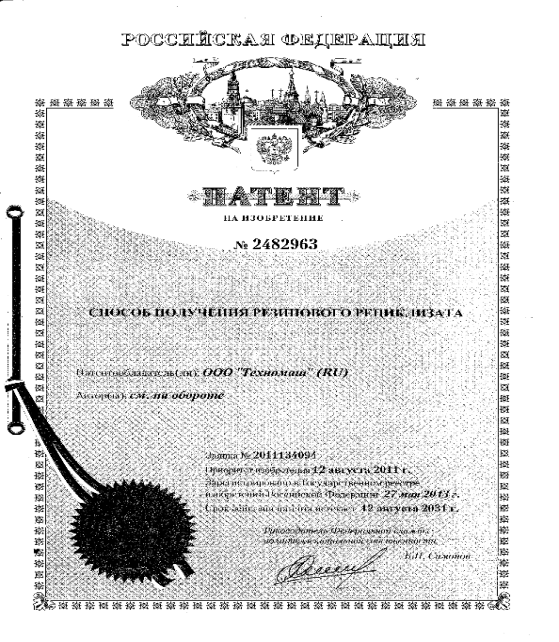 РОССИЙСКАЯ ФЕДЕРАЦИЯ
ПАТЕНТ
НА ИЗОБРЕТЕНИЕ
№ 2482963
СПОСОБ ПОЛУЧЕНИЯ РЕЗИНОВОГО РЕЦИКЛИЗАТА
Патентообладатель(ли): ООО "Техномаш" (RU)
Автор(ы): см. на обороте
Заявка № 2011134094
Приоритет изобретения 12 августа 2011 г.
Зарегистрировано в Государственном реестре
изобретений Российской Федерации 27 мая 2013 г.
Срок действия патента истекает 12 августа 2031 г.
Руководитель Федеральной службы
по интеллектуальной собственности
Б.П. Симонов